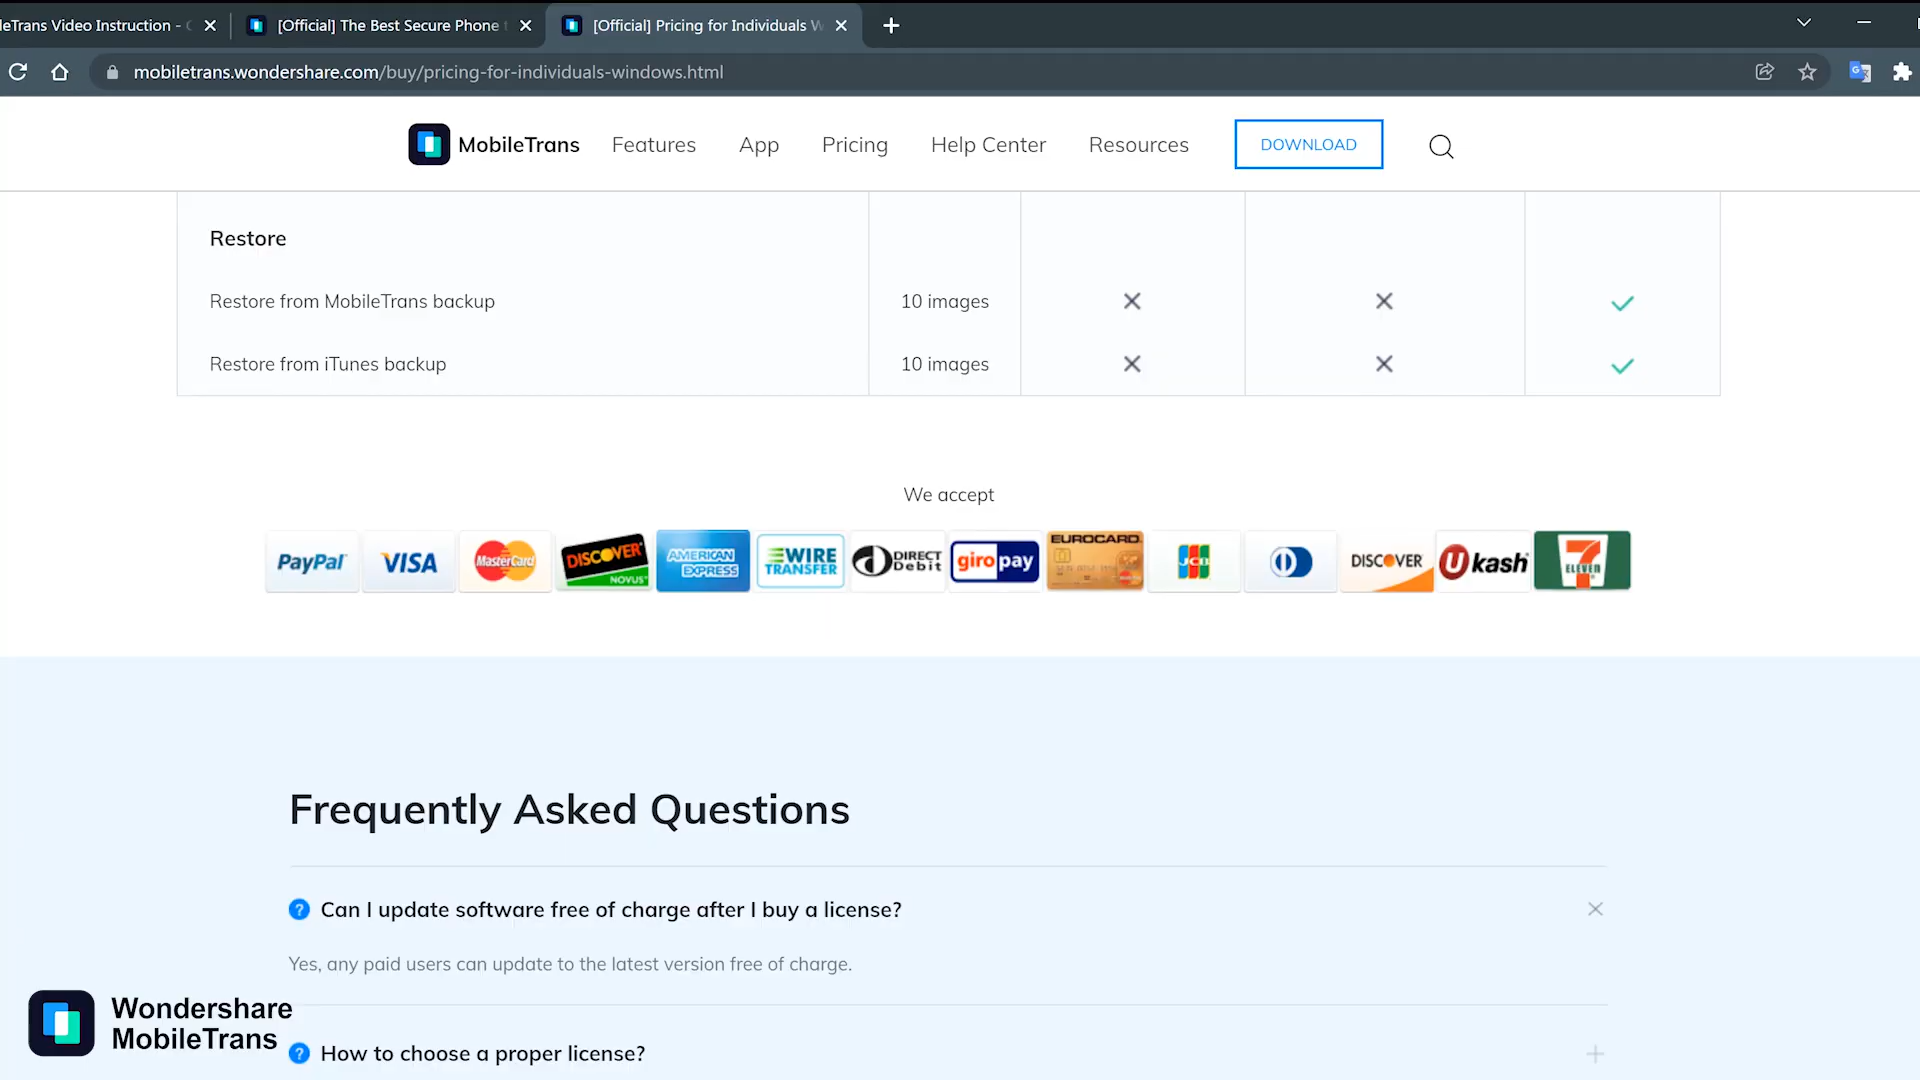 leTrans Video Instruction -
[Official] The Best Secure Phone
[Official] Pricing for Individuals W
mobiletrans.wondershare.com/buy/pricing-for-individuals-windows.html
MobileTrans Features App Pricing Help Center Resources DOWNLOAD
Restore
Restore from MobileTrans backup 10 images
Restore from iTunes backup 10 images
We accept
PayPal VISA MasterCard DISCOVER NOVUS AMERICAN EXPRESS WIRE TRANSFER DIRECT Debit giropay EUROCARD JCB DISCOVER Ukash 7 ELEVEN
Frequently Asked Questions
Can I update software free of charge after I buy a license?
Yes, any paid users can update to the latest version free of charge.
Wondershare
MobileTrans
How to choose a proper license?